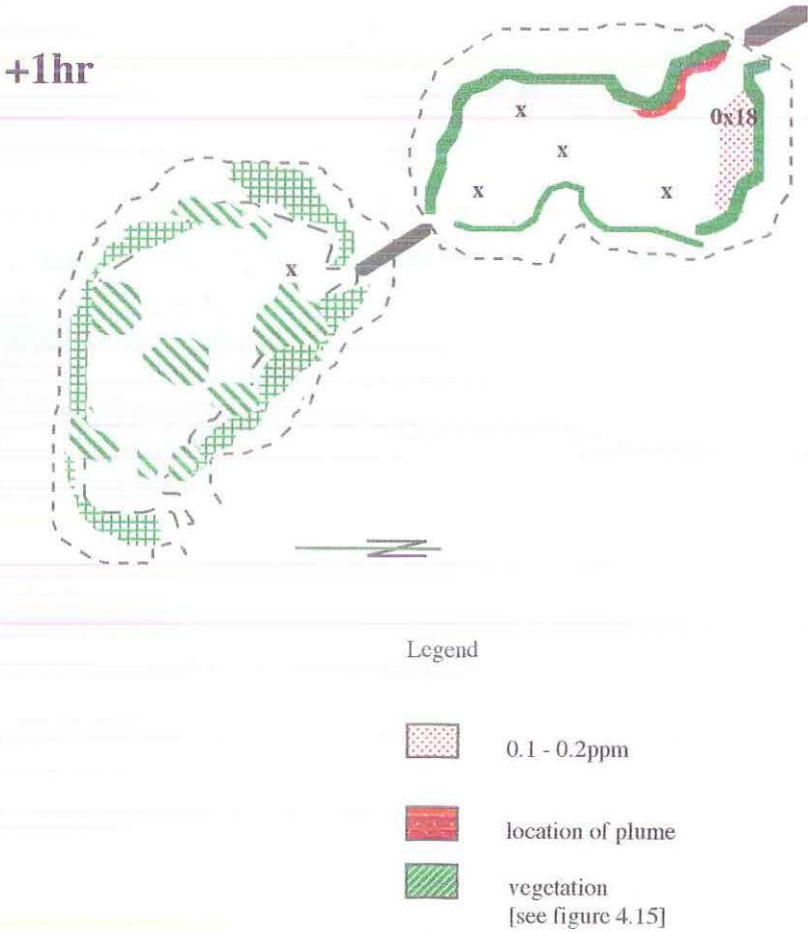 +1hr
x
0x18
x
x
x
x
N
Legend
0.1 - 0.2ppm
location of plume
vegetation
[see figure 4.15]